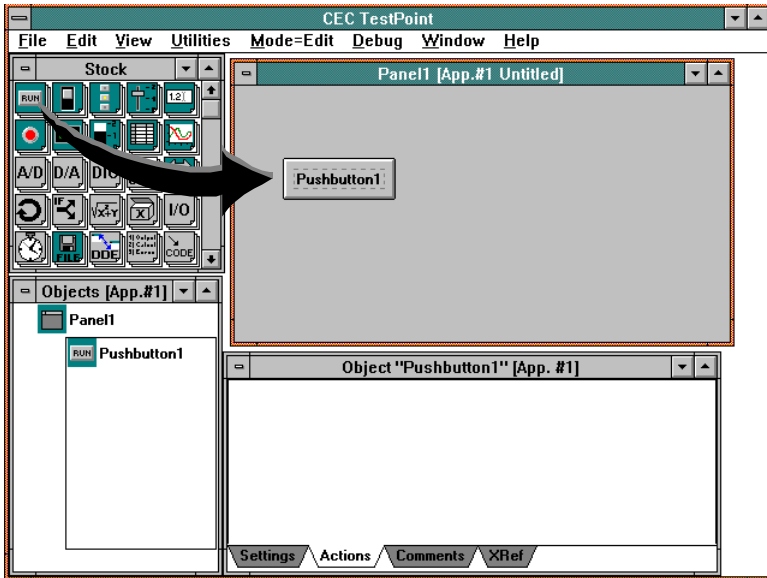 CEC TestPoint
File Edit View Utilities Mode=Edit Debug Window Help
Stock
RUN
1.2
A/D D/A
IF √x+Y X I/O
FILE DDE CODE
Panel1 [App.#1 Untitled]
Pushbutton1
Objects [App.#1]
Panel1
RUN Pushbutton1
Object "Pushbutton1" [App. #1]
Settings Actions Comments XRef